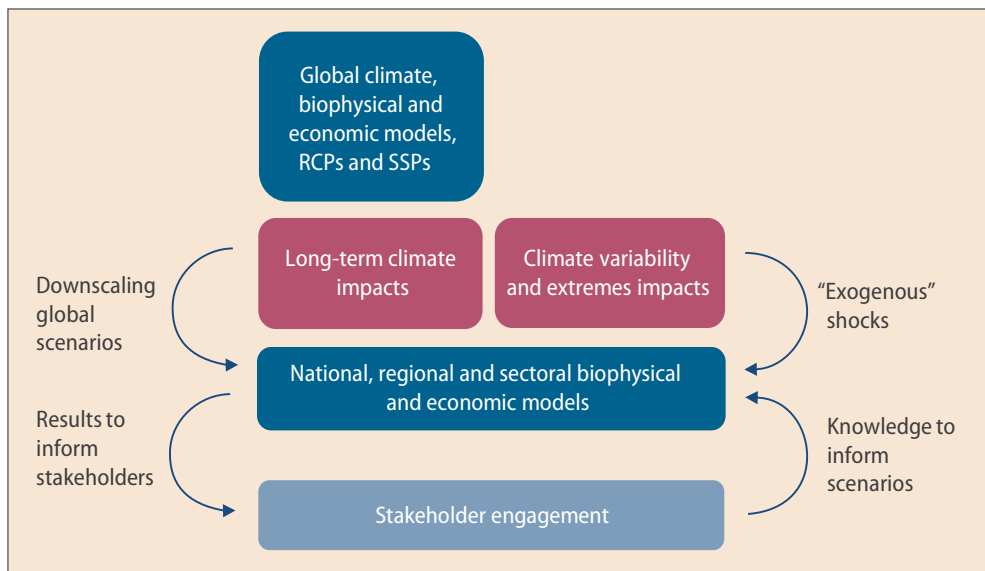 Global climate,
biophysical and
economic models,
RCPs and SSPs
Long-term climate
impacts
Climate variability
and extremes impacts
Downscaling
global
scenarios
“Exogenous”
shocks
National, regional and sectoral biophysical
and economic models
Results to
inform
stakeholders
Knowledge to
inform
scenarios
Stakeholder engagement